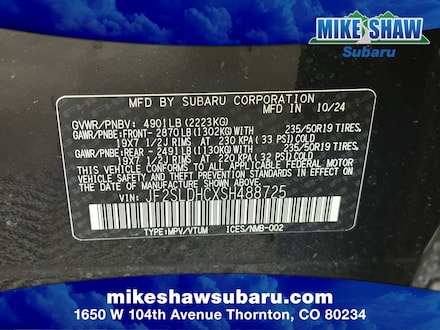 MIKE SHAW
Subaru
MFD BY SUBARU CORPORATION
GVWR/PNBV: 4901LB (2223KG) 10/24
GAWR/PNBE: FRONT- 2870LB (1302KG) WITH 235/50R19 TIRES,
19X7 1/2J RIMS AT 230 KPA (33 PSI) COLD.
GAWR/PNBE: REAR - 2491LB (1130KG) WITH 235/50R19 TIRES,
19X7 1/2J RIMS AT 220 KPA (32 PSI) COLD.
THIS VEHICLE CONFORMS TO ALL APPLICABLE FEDERAL MOTOR
VEHICLE SAFETY, BUMPER, AND THEFT PREVENTION STANDARDS
IN EFFECT ON THE DATE OF MANUFACTURE SHOWN ABOVE.
VIN: JF2SLDHCXSH488725
TYPE:MPV/VTUM ICES/NMB-002
mikeshawsubaru.com
1650 W 104th Avenue Thornton, CO 80234